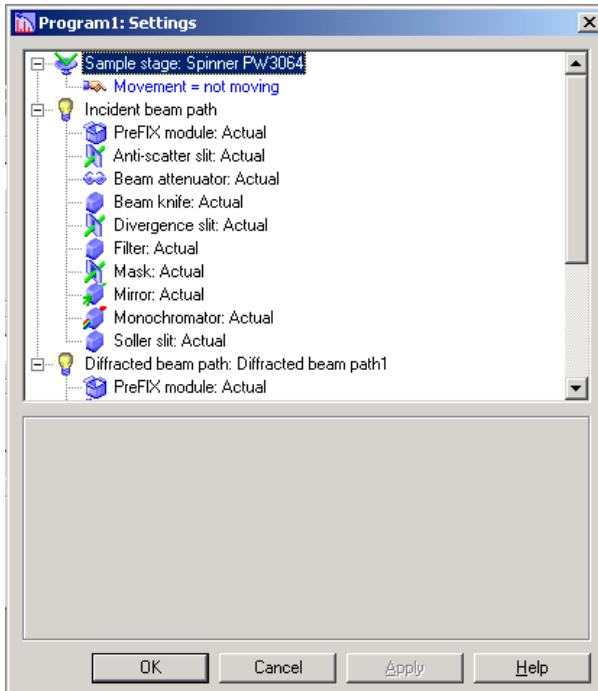 Program1: Settings
Sample stage: Spinner PW3064
Movement = not moving
Incident beam path
PreFIX module: Actual
Anti-scatter slit: Actual
Beam attenuator: Actual
Beam knife: Actual
Divergence slit: Actual
Filter: Actual
Mask: Actual
Mirror: Actual
Monochromator: Actual
Soller slit: Actual
Diffracted beam path: Diffracted beam path1
PreFIX module: Actual
OK Cancel Apply Help